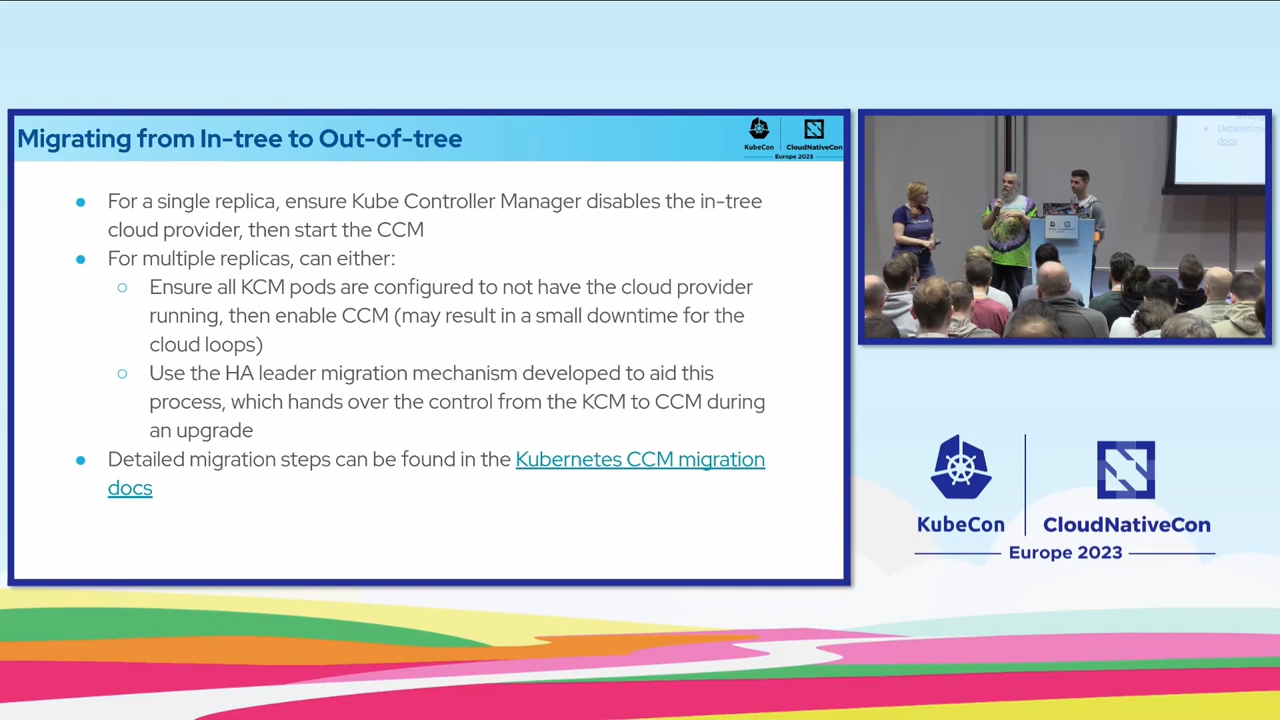 Migrating from In-tree to Out-of-tree
KubeCon
CloudNativeCon
Europe 2023
For a single replica, ensure Kube Controller Manager disables the in-tree
cloud provider, then start the CCM
For multiple replicas, can either:
Ensure all KCM pods are configured to not have the cloud provider
running, then enable CCM (may result in a small downtime for the
cloud loops)
Use the HA leader migration mechanism developed to aid this
process, which hands over the control from the KCM to CCM during
an upgrade
Detailed migration steps can be found in the Kubernetes CCM migration
docs
Detailed mi
docs
KubeCon
CloudNativeCon
Europe 2023